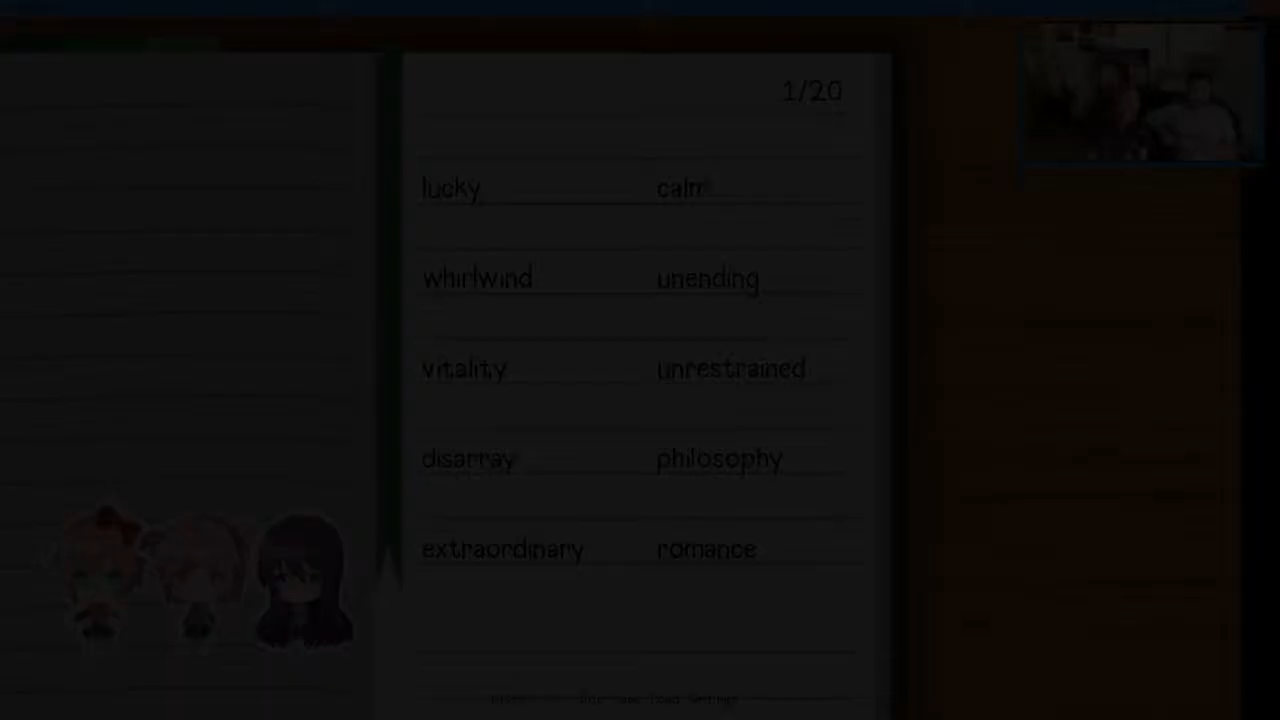 1/20
lucky calm
whirlwind unending
vitality unrestrained
disarray philosophy
extraordinary romance